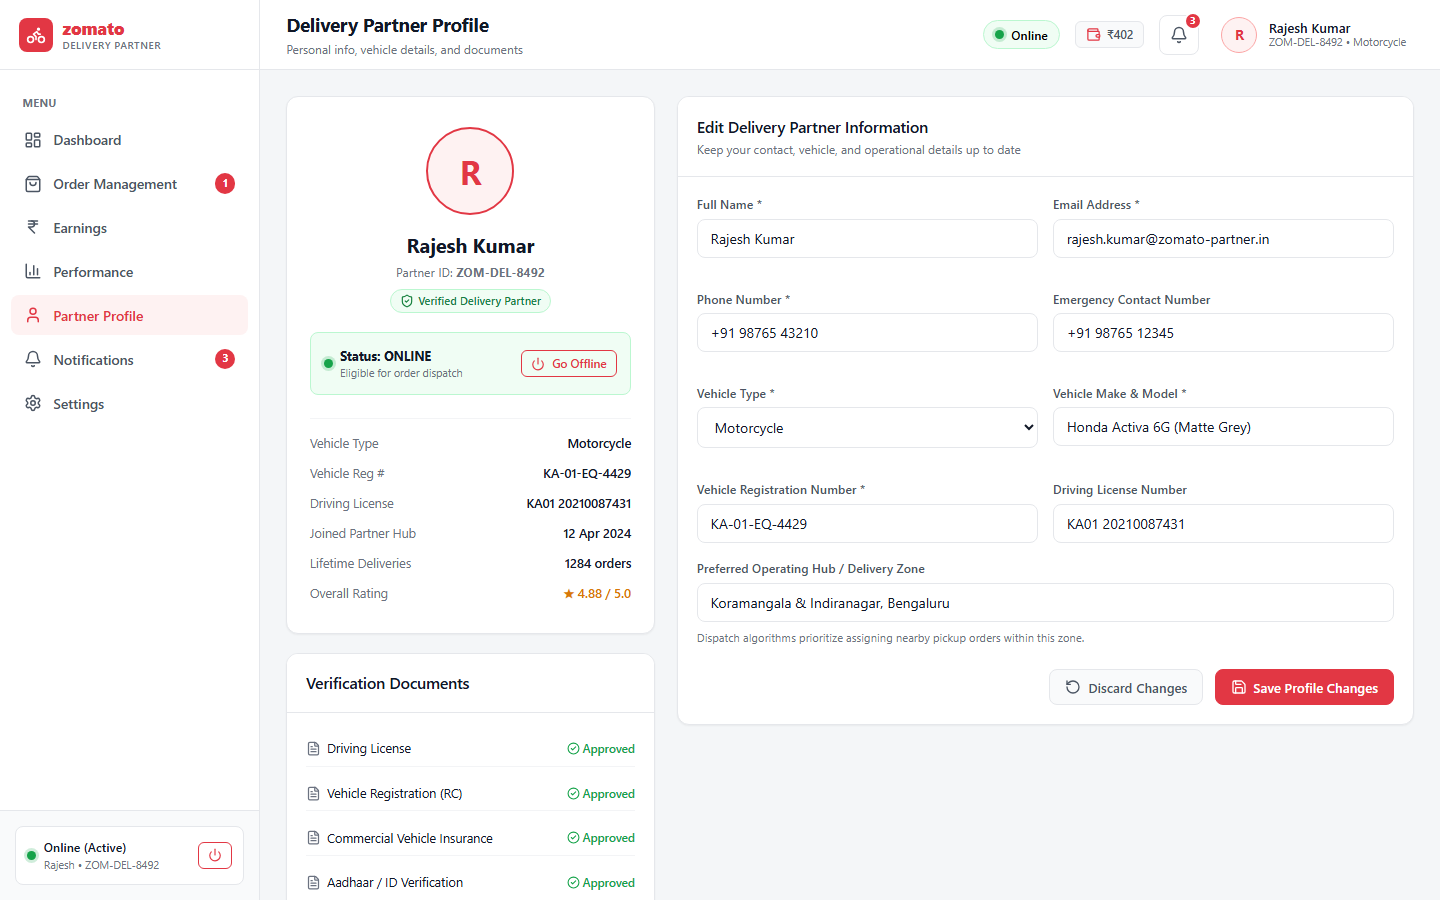 zomato
DELIVERY PARTNER
MENU
Dashboard
Order Management 1
Earnings
Performance
Partner Profile
Notifications 3
Settings
Online (Active)
Rajesh • ZOM-DEL-8492
Delivery Partner Profile
Personal info, vehicle details, and documents
Online
₹402
3
R
Rajesh Kumar
ZOM-DEL-8492 • Motorcycle
R
Rajesh Kumar
Partner ID: ZOM-DEL-8492
Verified Delivery Partner
Status: ONLINE
Eligible for order dispatch
Go Offline
Vehicle Type Motorcycle
Vehicle Reg # KA-01-EQ-4429
Driving License KA01 20210087431
Joined Partner Hub 12 Apr 2024
Lifetime Deliveries 1284 orders
Overall Rating ★ 4.88 / 5.0
Verification Documents
Driving License Approved
Vehicle Registration (RC) Approved
Commercial Vehicle Insurance Approved
Aadhaar / ID Verification Approved
Edit Delivery Partner Information
Keep your contact, vehicle, and operational details up to date
Full Name *
Rajesh Kumar
Email Address *
rajesh.kumar@zomato-partner.in
Phone Number *
+91 98765 43210
Emergency Contact Number
+91 98765 12345
Vehicle Type *
Motorcycle
Vehicle Make & Model *
Honda Activa 6G (Matte Grey)
Vehicle Registration Number *
KA-01-EQ-4429
Driving License Number
KA01 20210087431
Preferred Operating Hub / Delivery Zone
Koramangala & Indiranagar, Bengaluru
Dispatch algorithms prioritize assigning nearby pickup orders within this zone.
Discard Changes
Save Profile Changes